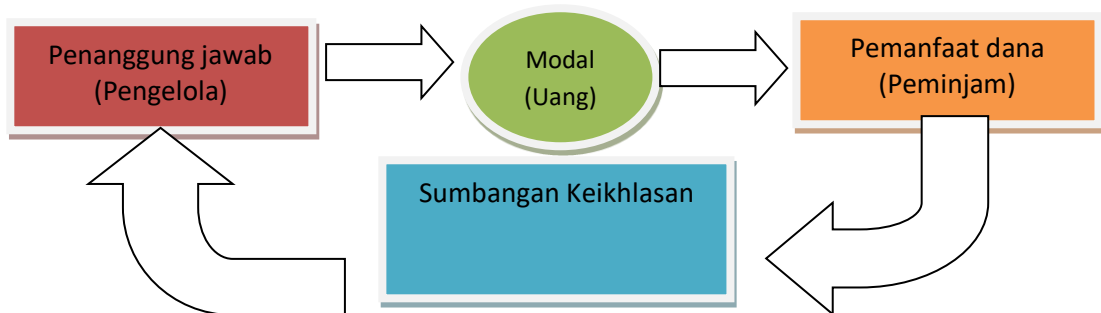 Penanggung jawab
(Pengelola)
Modal
(Uang)
Pemanfaat dana
(Peminjam)
Sumbangan Keikhlasan